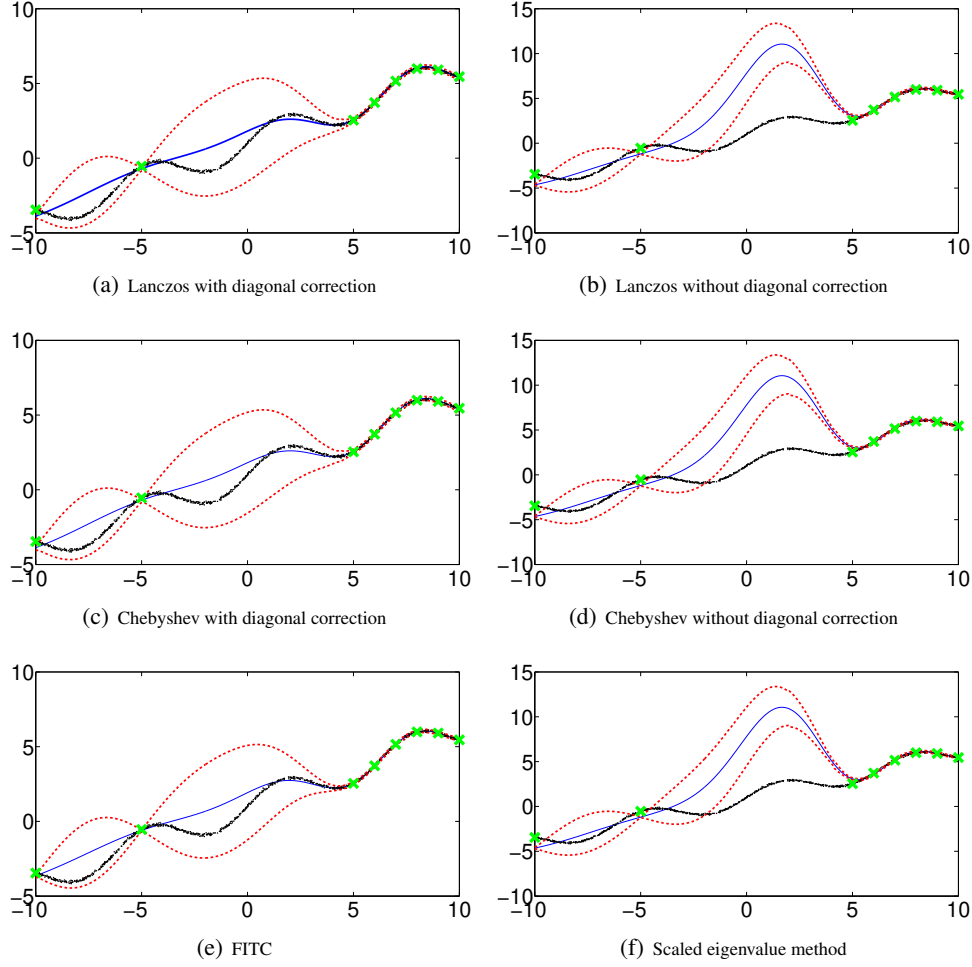 10
5
0
−5
−10 −5 0 5 10
(a) Lanczos with diagonal correction
15
10
5
0
−5
−10
−10 −5 0 5 10
(b) Lanczos without diagonal correction
10
5
0
−5
−10 −5 0 5 10
(c) Chebyshev with diagonal correction
15
10
5
0
−5
−10
−10 −5 0 5 10
(d) Chebyshev without diagonal correction
10
5
0
−5
−10 −5 0 5 10
(e) FITC
15
10
5
0
−5
−10
−10 −5 0 5 10
(f) Scaled eigenvalue method